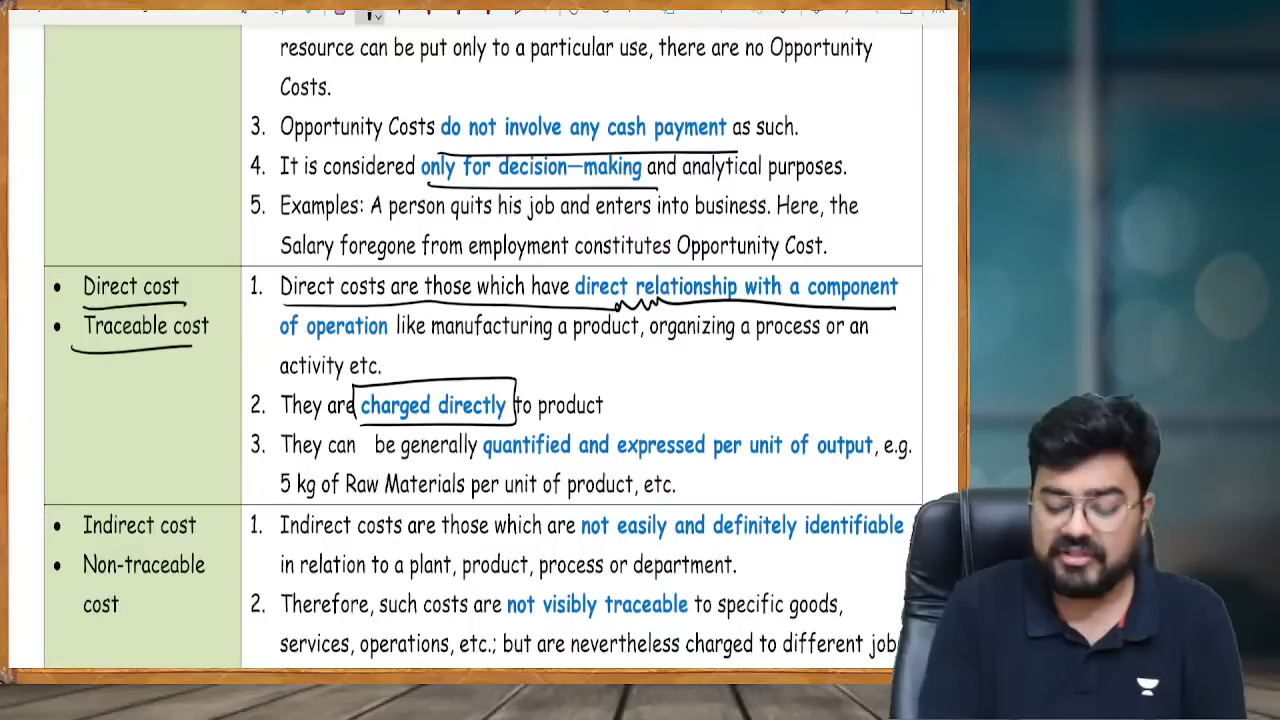 resource can be put only to a particular use, there are no Opportunity
Costs.
3. Opportunity Costs do not involve any cash payment as such.
4. It is considered only for decision–making and analytical purposes.
5. Examples: A person quits his job and enters into business. Here, the
Salary foregone from employment constitutes Opportunity Cost.
• Direct cost
• Traceable cost
1. Direct costs are those which have direct relationship with a component
of operation like manufacturing a product, organizing a process or an
activity etc.
2. They are charged directly to product
3. They can be generally quantified and expressed per unit of output, e.g.
5 kg of Raw Materials per unit of product, etc.
• Indirect cost
• Non-traceable
cost
1. Indirect costs are those which are not easily and definitely identifiable
in relation to a plant, product, process or department.
2. Therefore, such costs are not visibly traceable to specific goods,
services, operations, etc.; but are nevertheless charged to different job